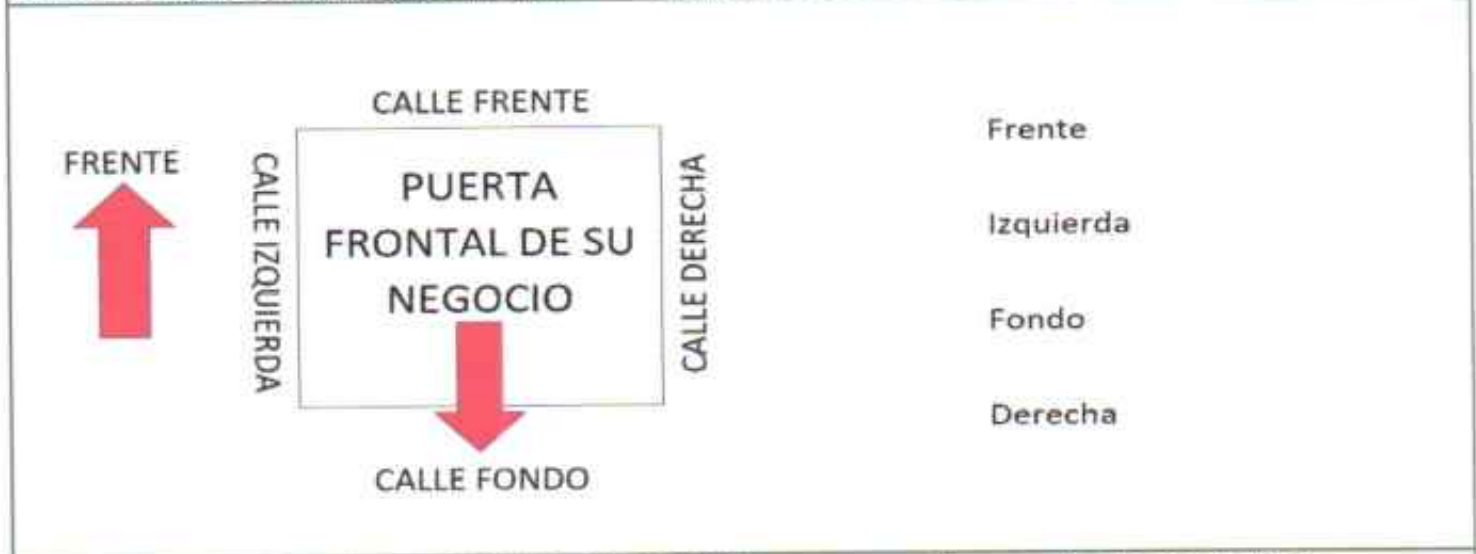 CALLE FRENTE
FRENTE
CALLE IZQUIERDA
PUERTA
FRONTAL DE SU
NEGOCIO
CALLE DERECHA
CALLE FONDO
Frente
Izquierda
Fondo
Derecha